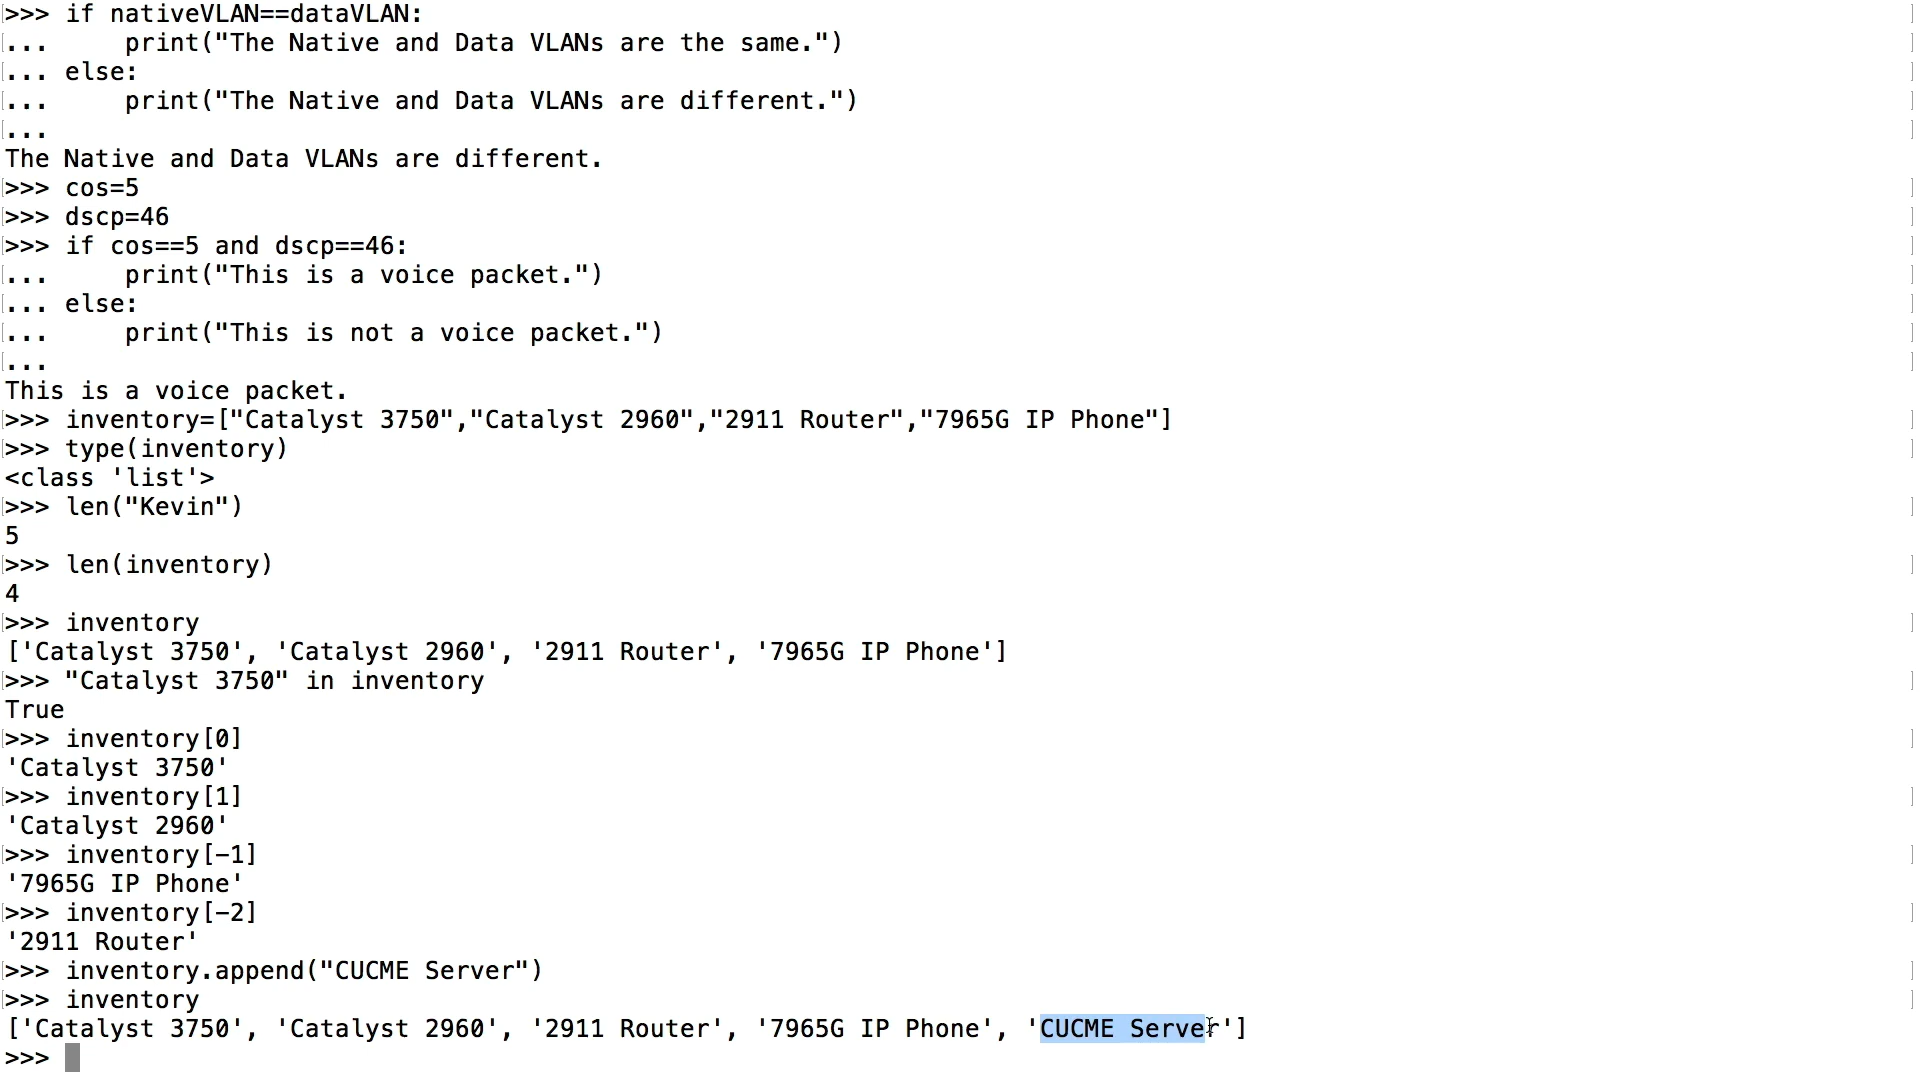 >>> if nativeVLAN==dataVLAN:
...     print("The Native and Data VLANs are the same.")
... else:
...     print("The Native and Data VLANs are different.")
...
The Native and Data VLANs are different.
>>> cos=5
>>> dscp=46
>>> if cos==5 and dscp==46:
...     print("This is a voice packet.")
... else:
...     print("This is not a voice packet.")
...
This is a voice packet.
>>> inventory=["Catalyst 3750","Catalyst 2960","2911 Router","7965G IP Phone"]
>>> type(inventory)
<class 'list'>
>>> len("Kevin")
5
>>> len(inventory)
4
>>> inventory
['Catalyst 3750', 'Catalyst 2960', '2911 Router', '7965G IP Phone']
>>> "Catalyst 3750" in inventory
True
>>> inventory[0]
'Catalyst 3750'
>>> inventory[1]
'Catalyst 2960'
>>> inventory[-1]
'7965G IP Phone'
>>> inventory[-2]
'2911 Router'
>>> inventory.append("CUCME Server")
>>> inventory
['Catalyst 3750', 'Catalyst 2960', '2911 Router', '7965G IP Phone', 'CUCME Server']
>>>